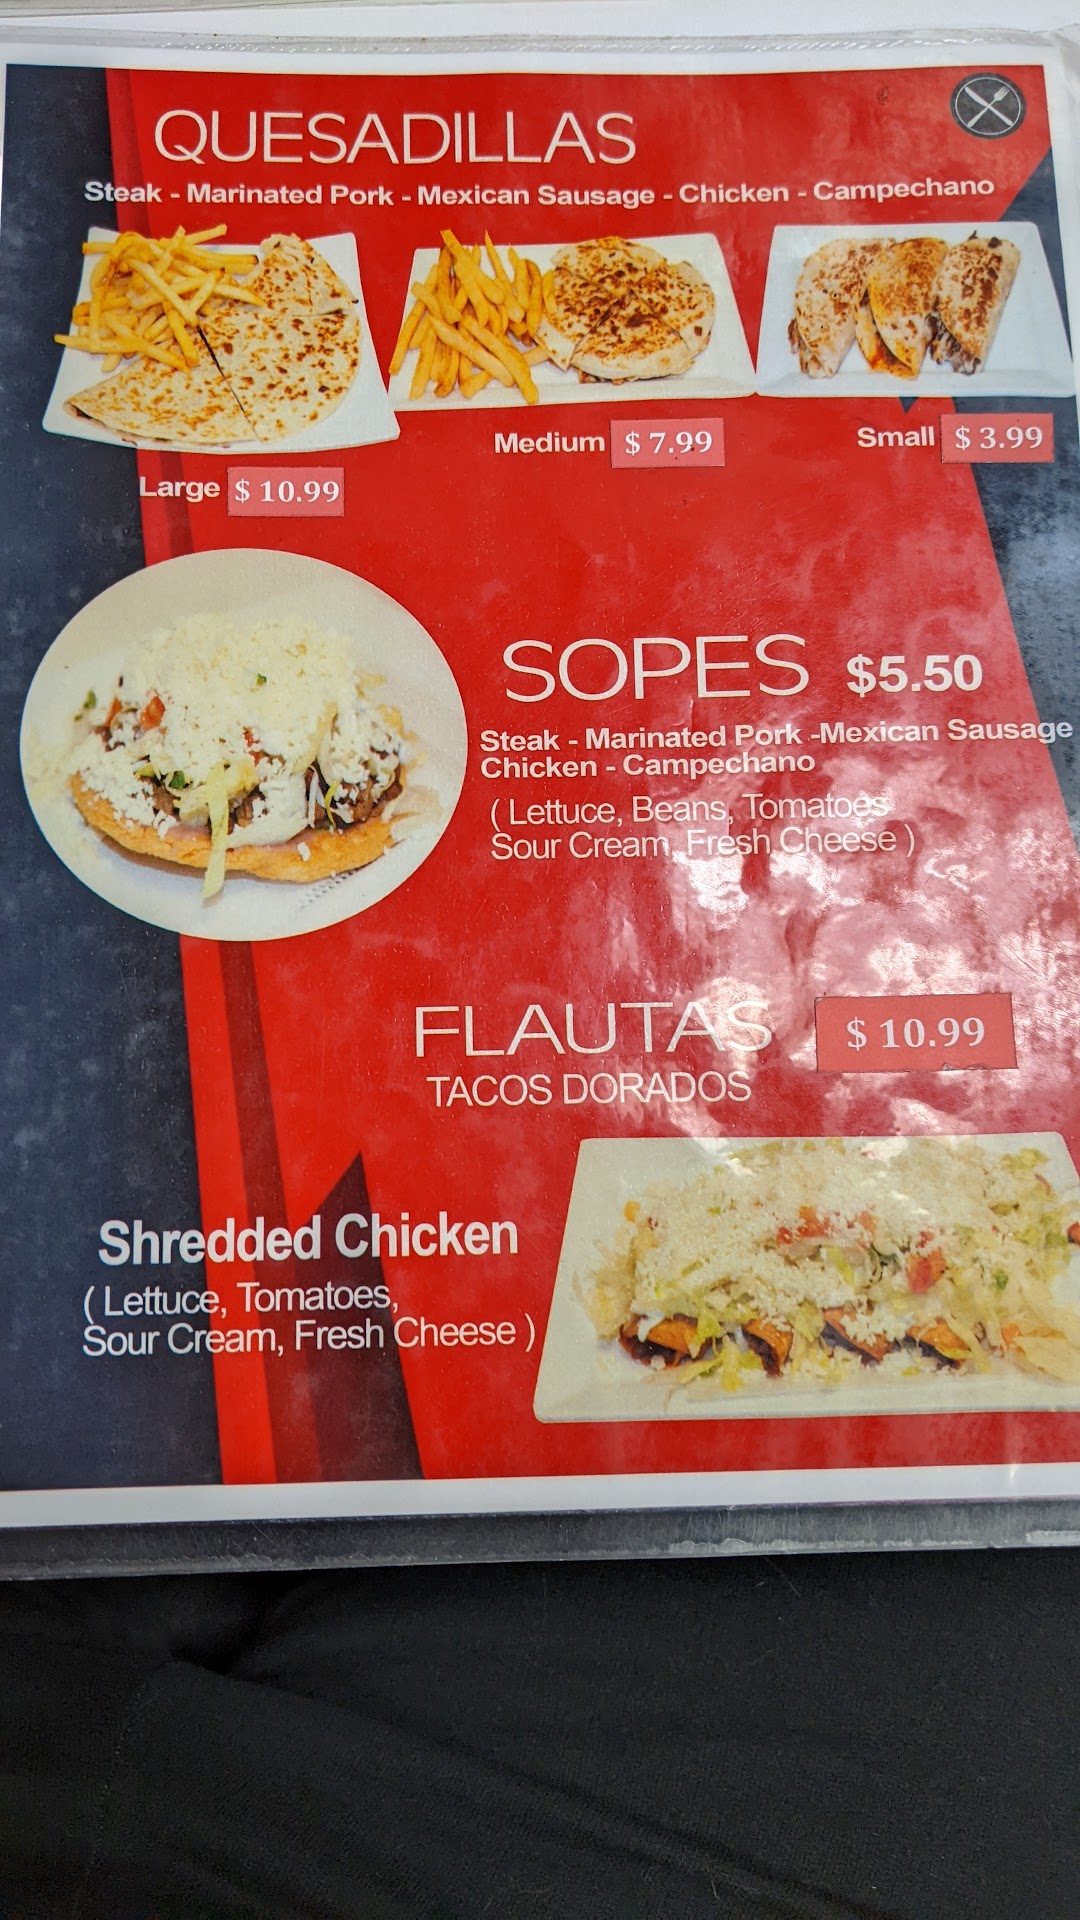 QUESADILLAS
Steak - Marinated Pork - Mexican Sausage - Chicken - Campechano
Large $ 10.99
Medium $ 7.99
Small $ 3.99
SOPES $5.50
Steak - Marinated Pork -Mexican Sausage
Chicken - Campechano
( Lettuce, Beans, Tomatoes
Sour Cream, Fresh Cheese )
FLAUTAS $ 10.99
TACOS DORADOS
Shredded Chicken
( Lettuce, Tomatoes,
Sour Cream, Fresh Cheese )